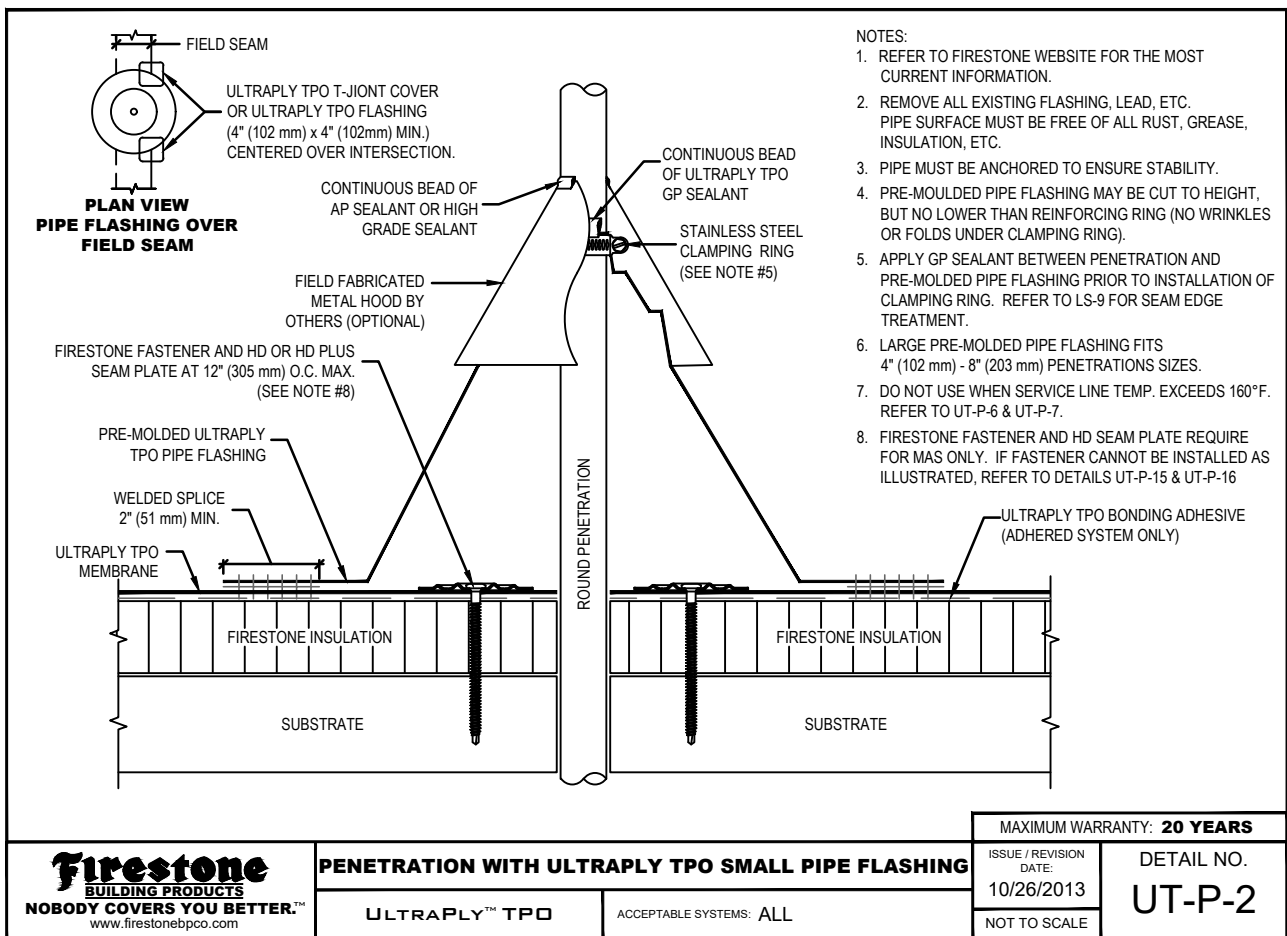 FIELD SEAM
ULTRAPLY TPO T-JIONT COVER
OR ULTRAPLY TPO FLASHING
(4" (102 mm) x 4" (102mm) MIN.)
CENTERED OVER INTERSECTION.
PLAN VIEW
PIPE FLASHING OVER
FIELD SEAM
CONTINUOUS BEAD OF
AP SEALANT OR HIGH
GRADE SEALANT
CONTINUOUS BEAD
OF ULTRAPLY TPO
GP SEALANT
STAINLESS STEEL
CLAMPING RING
(SEE NOTE #5)
FIELD FABRICATED
METAL HOOD BY
OTHERS (OPTIONAL)
FIRESTONE FASTENER AND HD OR HD PLUS
SEAM PLATE AT 12" (305 mm) O.C. MAX.
(SEE NOTE #8)
PRE-MOLDED ULTRAPLY
TPO PIPE FLASHING
WELDED SPLICE
2" (51 mm) MIN.
ULTRAPLY TPO
MEMBRANE
ROUND PENETRATION
ULTRAPLY TPO BONDING ADHESIVE
(ADHERED SYSTEM ONLY)
FIRESTONE INSULATION
FIRESTONE INSULATION
SUBSTRATE
SUBSTRATE
NOTES:
1. REFER TO FIRESTONE WEBSITE FOR THE MOST
CURRENT INFORMATION.
2. REMOVE ALL EXISTING FLASHING, LEAD, ETC.
PIPE SURFACE MUST BE FREE OF ALL RUST, GREASE,
INSULATION, ETC.
3. PIPE MUST BE ANCHORED TO ENSURE STABILITY.
4. PRE-MOULDED PIPE FLASHING MAY BE CUT TO HEIGHT,
BUT NO LOWER THAN REINFORCING RING (NO WRINKLES
OR FOLDS UNDER CLAMPING RING).
5. APPLY GP SEALANT BETWEEN PENETRATION AND
PRE-MOLDED PIPE FLASHING PRIOR TO INSTALLATION OF
CLAMPING RING. REFER TO LS-9 FOR SEAM EDGE
TREATMENT.
6. LARGE PRE-MOLDED PIPE FLASHING FITS
4" (102 mm) - 8" (203 mm) PENETRATIONS SIZES.
7. DO NOT USE WHEN SERVICE LINE TEMP. EXCEEDS 160°F.
REFER TO UT-P-6 & UT-P-7.
8. FIRESTONE FASTENER AND HD SEAM PLATE REQUIRE
FOR MAS ONLY. IF FASTENER CANNOT BE INSTALLED AS
ILLUSTRATED, REFER TO DETAILS UT-P-15 & UT-P-16
MAXIMUM WARRANTY: 20 YEARS
Firestone
BUILDING PRODUCTS
NOBODY COVERS YOU BETTER.™
www.firestonebpco.com
PENETRATION WITH ULTRAPLY TPO SMALL PIPE FLASHING
ULTRAPLY™ TPO
ACCEPTABLE SYSTEMS: ALL
ISSUE / REVISION
DATE:
10/26/2013
NOT TO SCALE
DETAIL NO.
UT-P-2